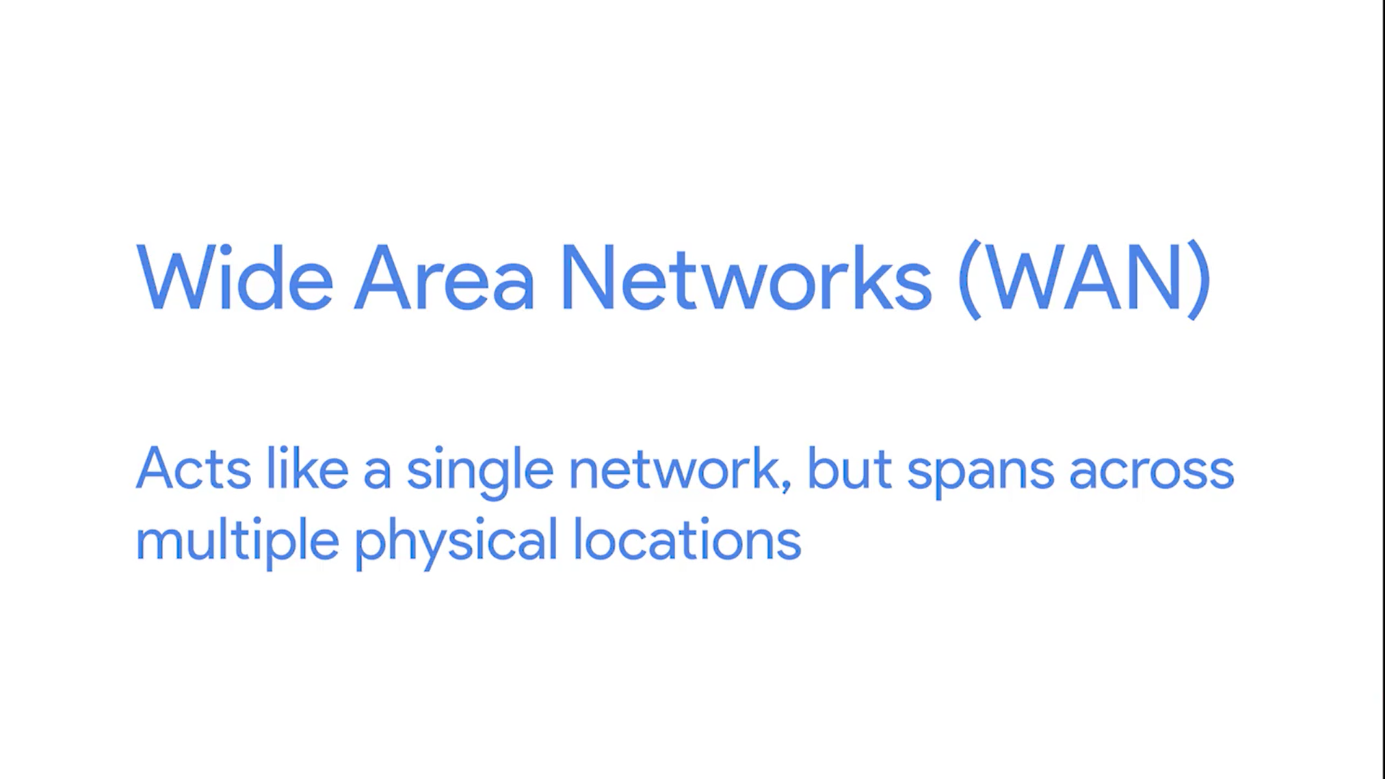 Wide Area Networks (WAN)
Acts like a single network, but spans across
multiple physical locations